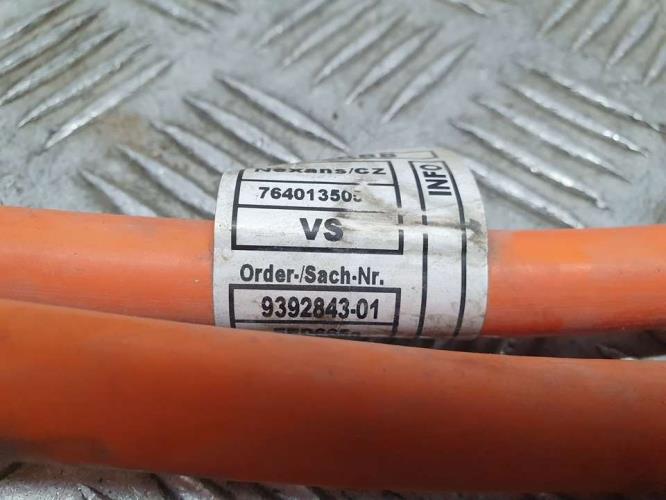 Nexans/CZ
764013505
VS
Order-/Sach-Nr.
9392843-01
INFO